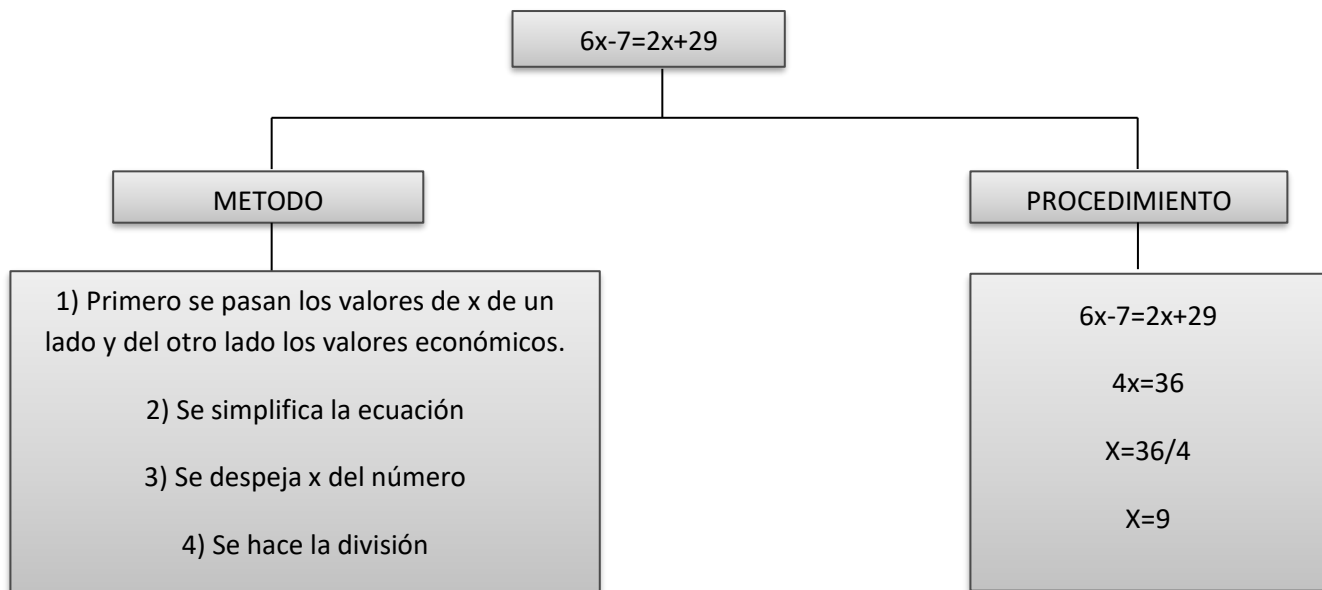 6x-7=2x+29
METODO
1) Primero se pasan los valores de x de un
lado y del otro lado los valores económicos.
2) Se simplifica la ecuación
3) Se despeja x del número
4) Se hace la división
PROCEDIMIENTO
6x-7=2x+29
4x=36
X=36/4
X=9